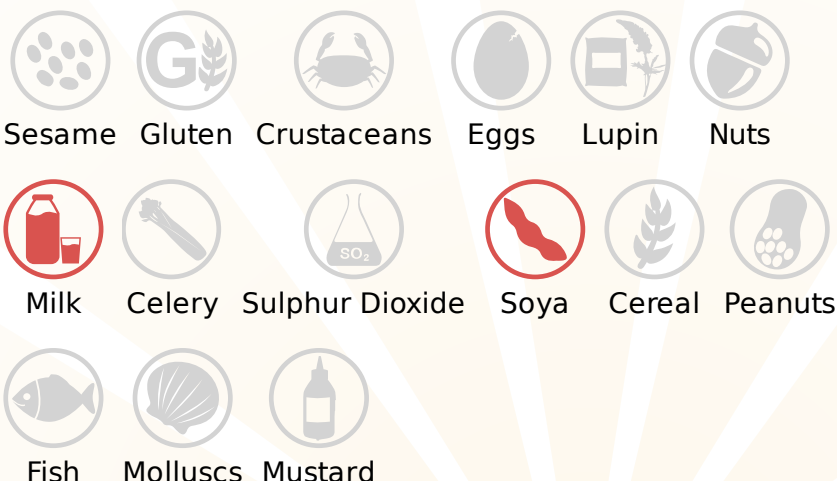 G
Sesame Gluten Crustaceans Eggs Lupin Nuts
SO₂
Milk Celery Sulphur Dioxide Soya Cereal Peanuts
Fish Molluscs Mustard